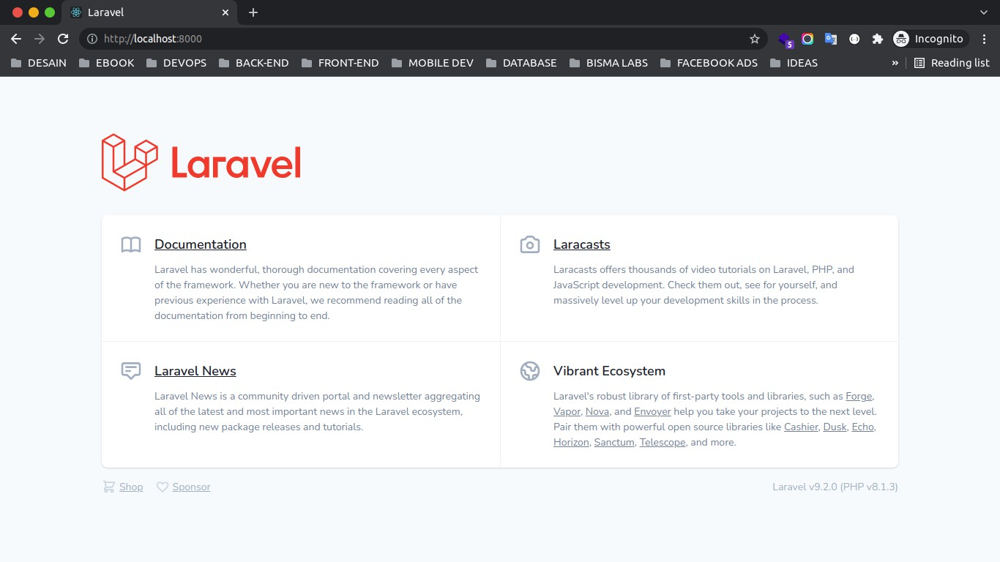 Laravel
http://localhost:8000
5
Incognito
DESAIN EBOOK DEVOPS BACK-END FRONT-END MOBILE DEV DATABASE BISMA LABS FACEBOOK ADS IDEAS » Reading list
Laravel
Documentation
Laravel has wonderful, thorough documentation covering every aspect
of the framework. Whether you are new to the framework or have
previous experience with Laravel, we recommend reading all of the
documentation from beginning to end.
Laracasts
Laracasts offers thousands of video tutorials on Laravel, PHP, and
JavaScript development. Check them out, see for yourself, and
massively level up your development skills in the process.
Laravel News
Laravel News is a community driven portal and newsletter aggregating
all of the latest and most important news in the Laravel ecosystem,
including new package releases and tutorials.
Vibrant Ecosystem
Laravel's robust library of first-party tools and libraries, such as Forge,
Vapor, Nova, and Envoyer help you take your projects to the next level.
Pair them with powerful open source libraries like Cashier, Dusk, Echo,
Horizon, Sanctum, Telescope, and more.
Shop Sponsor
Laravel v9.2.0 (PHP v8.1.3)